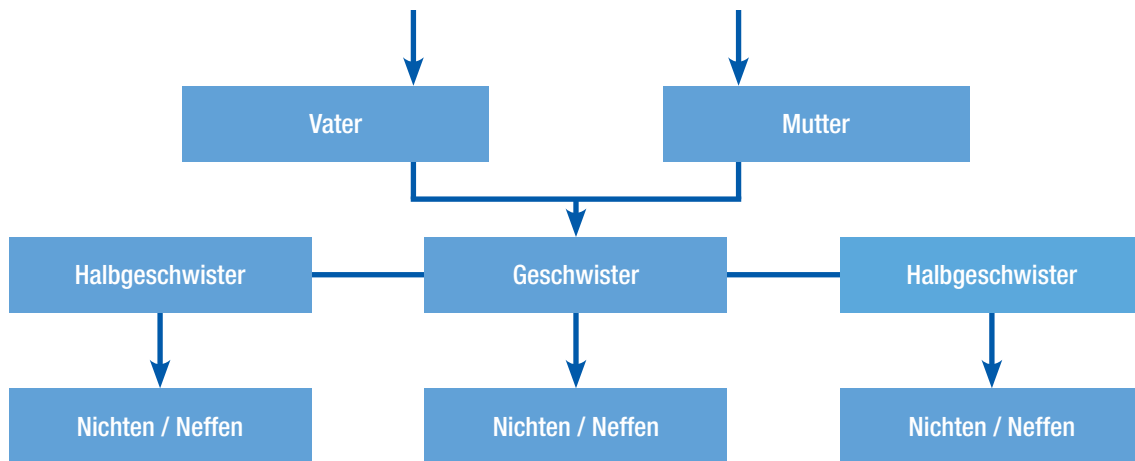 Vater
Mutter
Halbgeschwister
Geschwister
Halbgeschwister
Nichten / Neffen
Nichten / Neffen
Nichten / Neffen